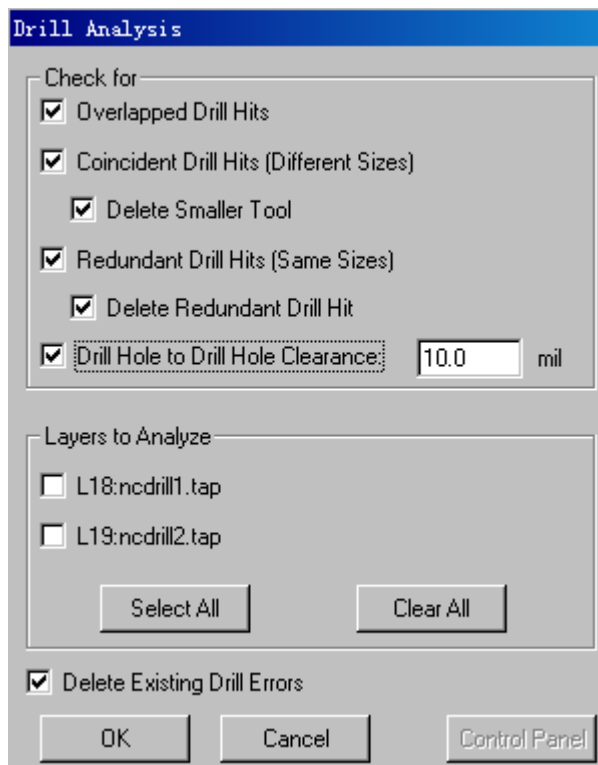 Drill Analysis
Check for
Overlapped Drill Hits
Coincident Drill Hits (Different Sizes)
Delete Smaller Tool
Redundant Drill Hits (Same Sizes)
Delete Redundant Drill Hit
Drill Hole to Drill Hole Clearance: 10.0 mil
Layers to Analyze
L18:ncdrill1.tap
L19:ncdrill2.tap
Select All Clear All
Delete Existing Drill Errors
OK Cancel Control Panel